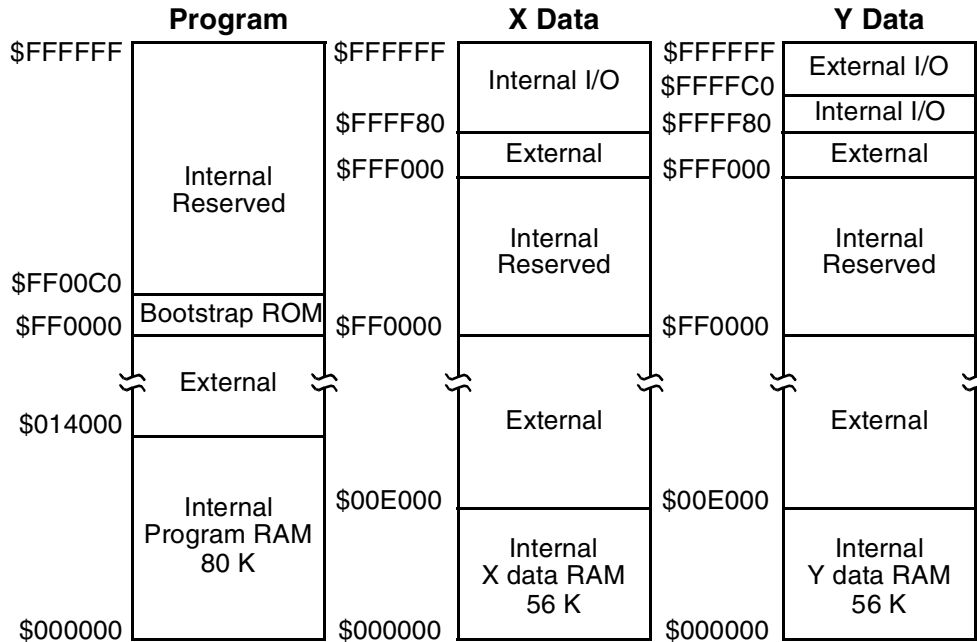 Program
$FFFFFF
Internal
Reserved
$FF00C0
Bootstrap ROM
$FF0000
External
$014000
Internal
Program RAM
80 K
$000000
X Data
$FFFFFF
Internal I/O
$FFFF80
External
$FFF000
Internal
Reserved
$FF0000
External
$00E000
Internal
X data RAM
56 K
$000000
Y Data
$FFFFFF
External I/O
$FFFFC0
Internal I/O
$FFFF80
External
$FFF000
Internal
Reserved
$FF0000
External
$00E000
Internal
Y data RAM
56 K
$000000